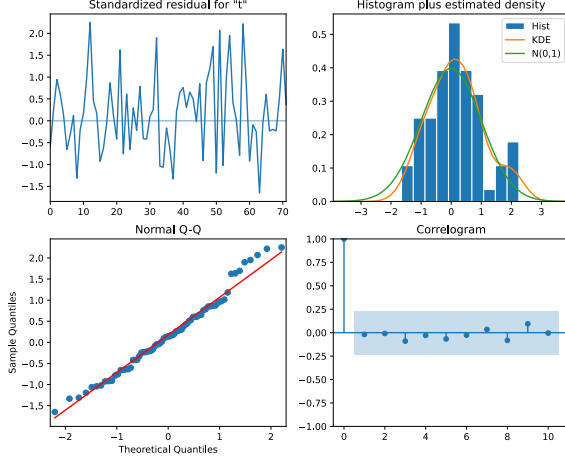 Standardized residual for "t"
2.0
1.5
1.0
0.5
0.0
−0.5
−1.0
−1.5
0 10 20 30 40 50 60 70
Histogram plus estimated density
Hist
KDE
N(0,1)
0.5
0.4
0.3
0.2
0.1
0.0
−3 −2 −1 0 1 2 3
Normal Q-Q
Sample Quantiles
2.0
1.5
1.0
0.5
0.0
−0.5
−1.0
−1.5
−2 −1 0 1 2
Theoretical Quantiles
Correlogram
1.00
0.75
0.50
0.25
0.00
−0.25
−0.50
−0.75
−1.00
0 2 4 6 8 10